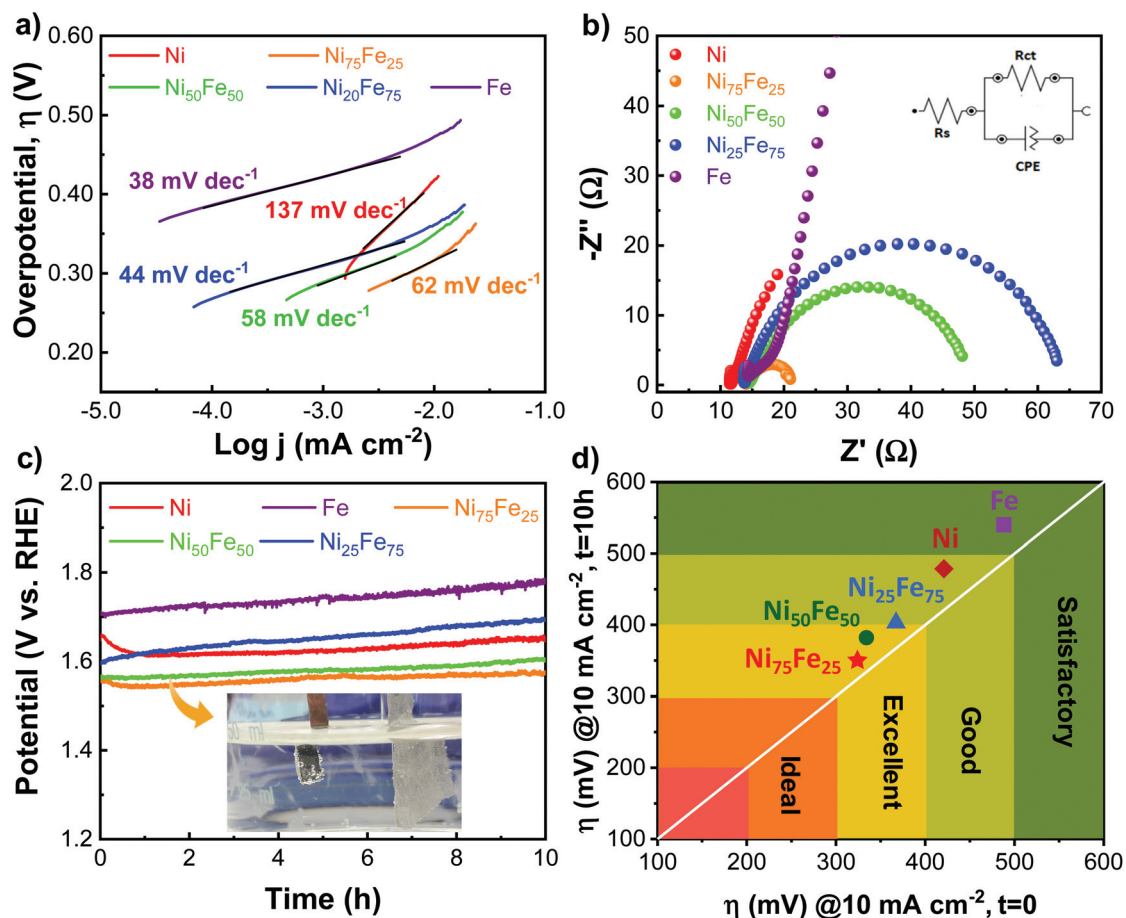 a)
0.60
0.50
0.40
0.30
0.20
Overpotential, η (V)
Ni
Ni₇₅Fe₂₅
Ni₅₀Fe₅₀
Ni₂₀Fe₇₅
Fe
38 mV dec⁻¹
137 mV dec⁻¹
44 mV dec⁻¹
62 mV dec⁻¹
58 mV dec⁻¹
-5.0 -4.0 -3.0 -2.0 -1.0
Log j (mA cm⁻²)
b)
50
40
30
20
10
0
-Z'' (Ω)
Ni
Ni₇₅Fe₂₅
Ni₅₀Fe₅₀
Ni₂₅Fe₇₅
Fe
Rct
Rs
CPE
0 10 20 30 40 50 60 70
Z' (Ω)
c)
2.0
1.8
1.6
1.4
1.2
Potential (V vs. RHE)
Ni
Fe
Ni₇₅Fe₂₅
Ni₅₀Fe₅₀
Ni₂₅Fe₇₅
0 2 4 6 8 10
Time (h)
d)
600
500
400
300
200
100
η (mV) @10 mA cm⁻², t=10h
Fe
Ni
Ni₂₅Fe₇₅
Ni₅₀Fe₅₀
Ni₇₅Fe₂₅
Ideal
Excellent
Good
Satisfactory
100 200 300 400 500 600
η (mV) @10 mA cm⁻², t=0